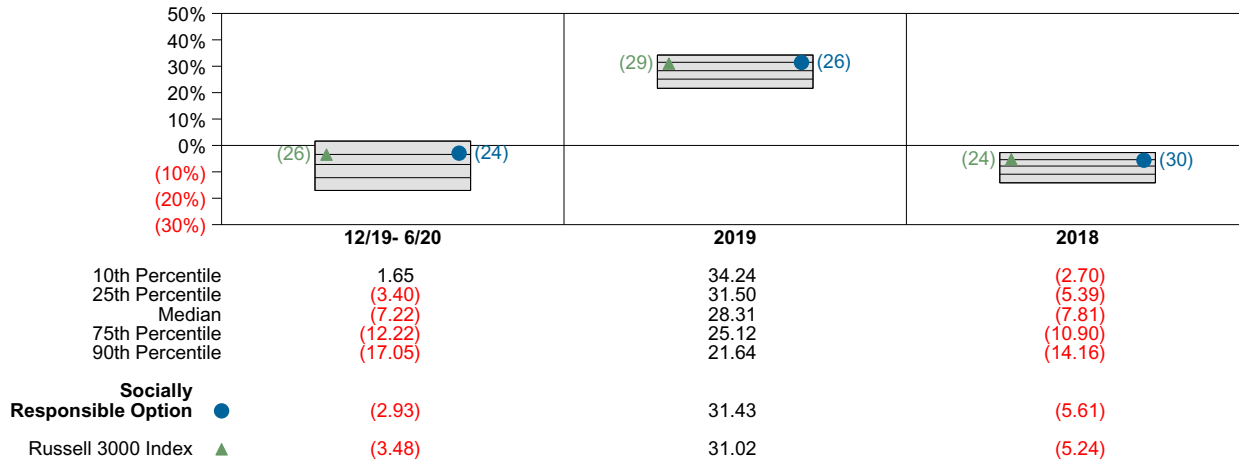 50%
40%
30%
20%
10%
0%
(10%)
(20%)
(30%)
(26) (24)
(29) (26)
(24) (30)
12/19- 6/20 2019 2018
10th Percentile 1.65 34.24 (2.70)
25th Percentile (3.40) 31.50 (5.39)
Median (7.22) 28.31 (7.81)
75th Percentile (12.22) 25.12 (10.90)
90th Percentile (17.05) 21.64 (14.16)
Socially
Responsible Option (2.93) 31.43 (5.61)
Russell 3000 Index (3.48) 31.02 (5.24)